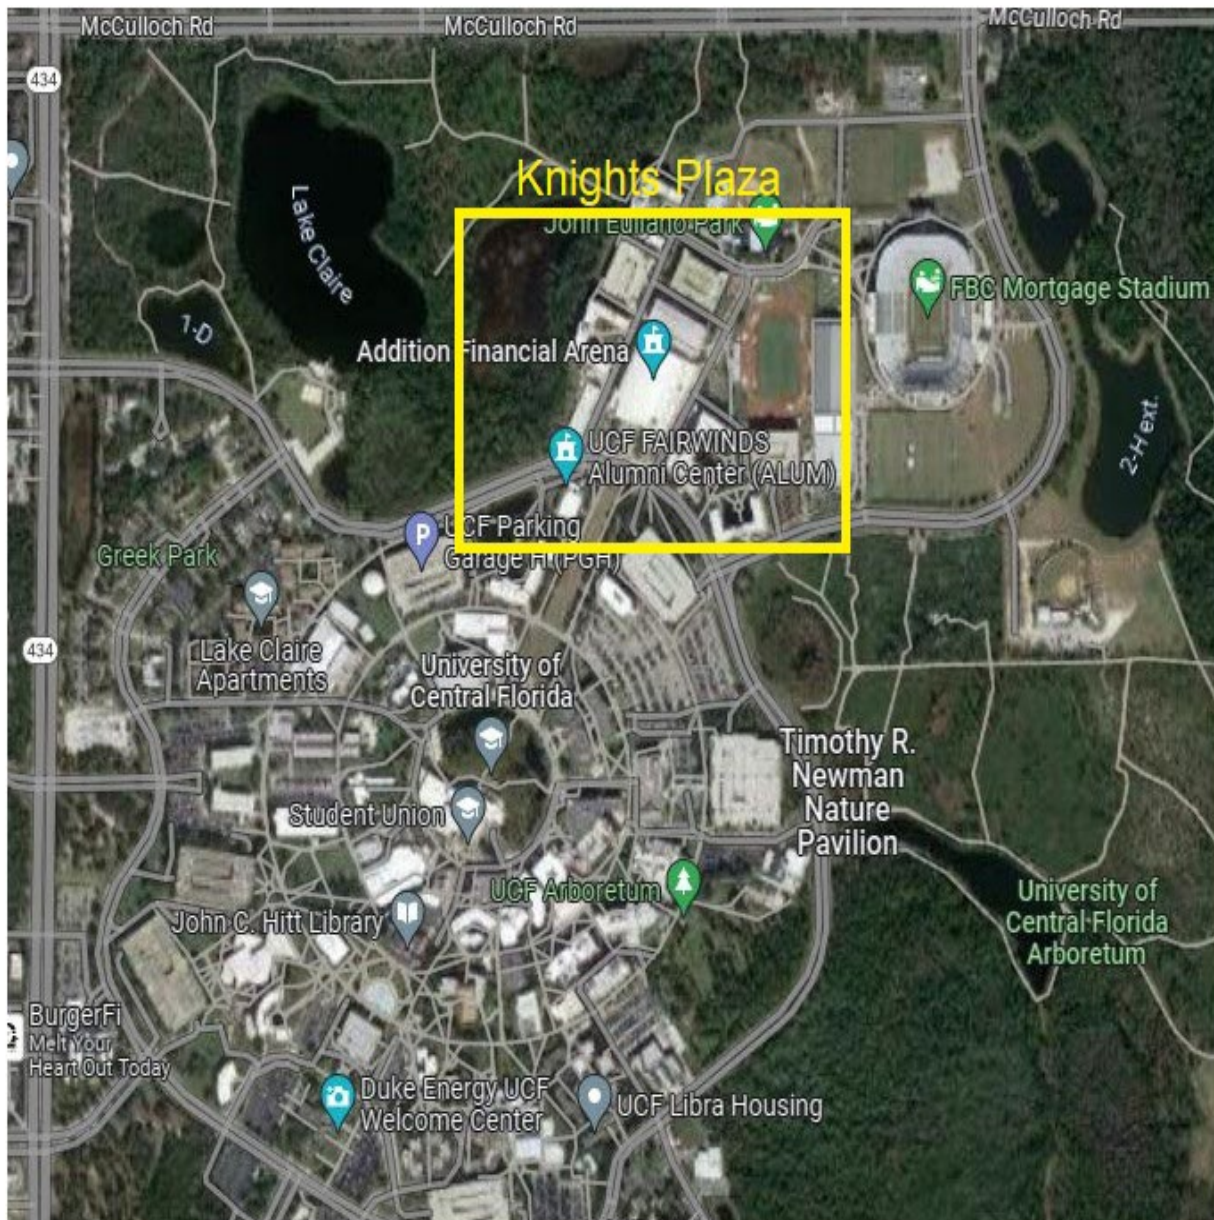 McCulloch Rd
McCulloch Rd
McCulloch Rd
434
Knights Plaza
John Euliano Park
Lake Claire
1-D
FBC Mortgage Stadium
Addition Financial Arena
2-H ext.
UCF FAIRWINDS
Alumni Center (ALUM)
P
UCF Parking
Garage H (PGH)
Greek Park
434
Lake Claire
Apartments
University of
Central Florida
Timothy R.
Newman
Nature
Pavilion
Student Union
UCF Arboretum
University of
Central Florida
Arboretum
John C. Hitt Library
BurgerFi
Melt Your
Heart Out Today
Duke Energy UCF
Welcome Center
UCF Libra Housing